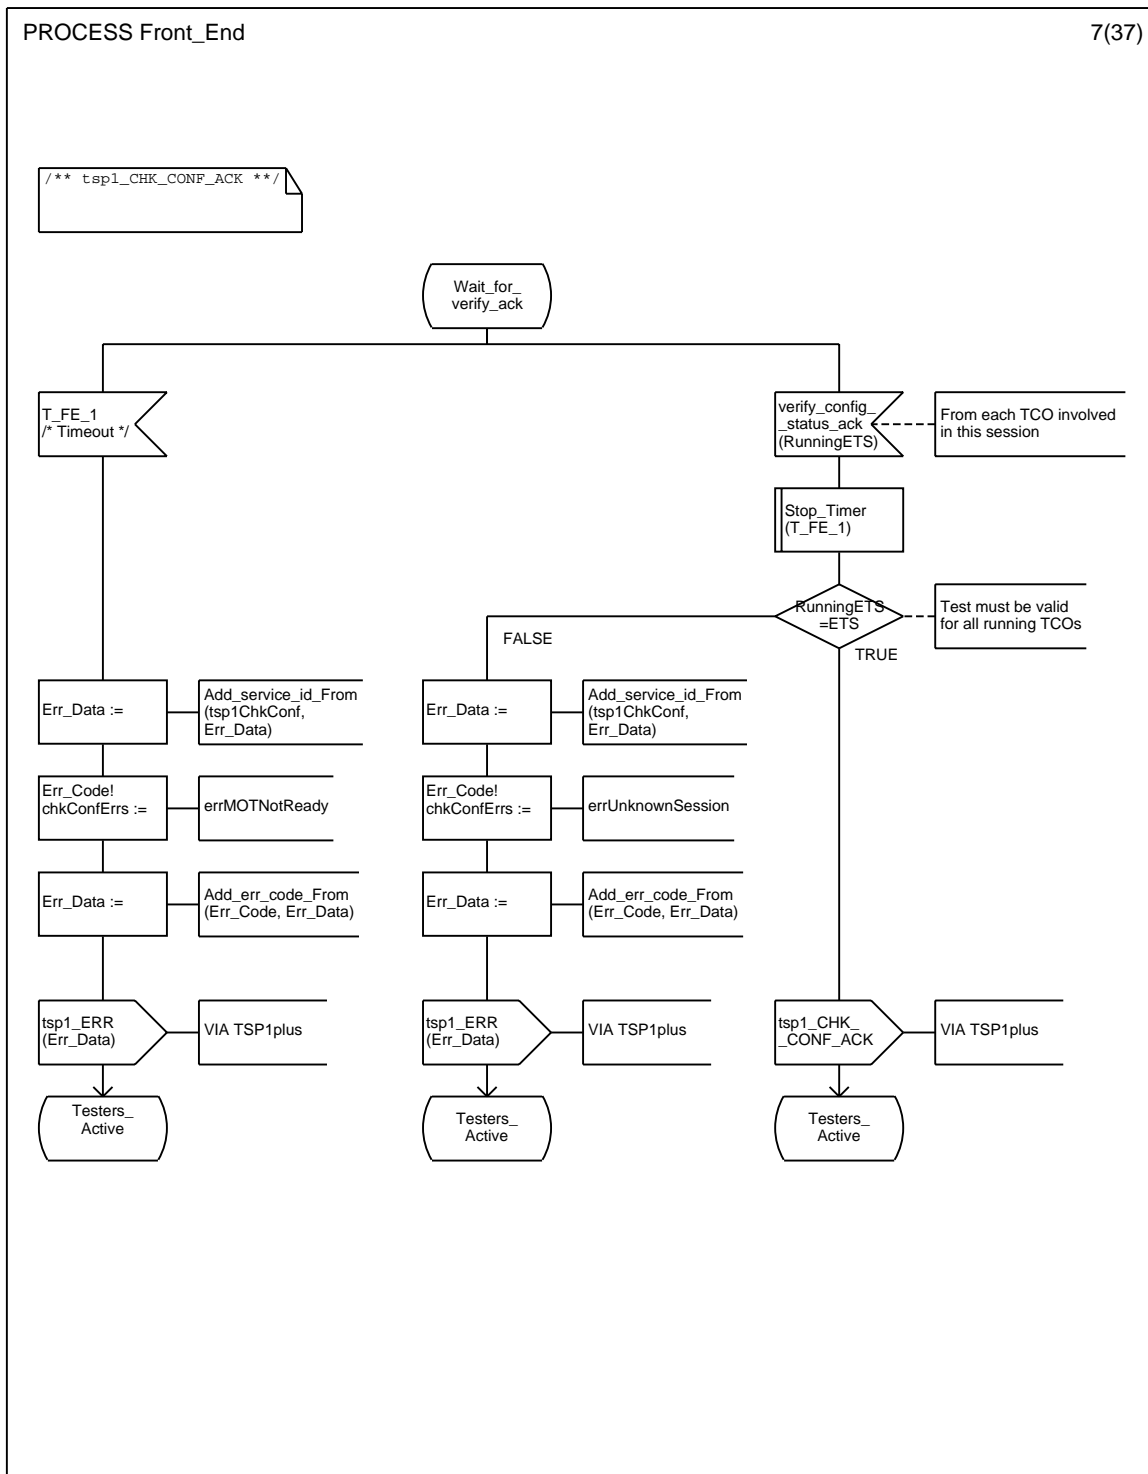 PROCESS Front_End
7(37)
/** tsp1_CHK_CONF_ACK **/
Wait_for_
verify_ack
T_FE_1
/* Timeout */
verify_config_
_status_ack
(RunningETS)
From each TCO involved
in this session
Stop_Timer
(T_FE_1)
RunningETS
=ETS
Test must be valid
for all running TCOs
FALSE
TRUE
Err_Data :=
Add_service_id_From
(tsp1ChkConf,
Err_Data)
Err_Data :=
Add_service_id_From
(tsp1ChkConf,
Err_Data)
Err_Code!
chkConfErrs :=
errMOTNotReady
Err_Code!
chkConfErrs :=
errUnknownSession
Err_Data :=
Add_err_code_From
(Err_Code, Err_Data)
Err_Data :=
Add_err_code_From
(Err_Code, Err_Data)
tsp1_ERR
(Err_Data)
VIA TSP1plus
tsp1_ERR
(Err_Data)
VIA TSP1plus
tsp1_CHK_
_CONF_ACK
VIA TSP1plus
Testers_
Active
Testers_
Active
Testers_
Active